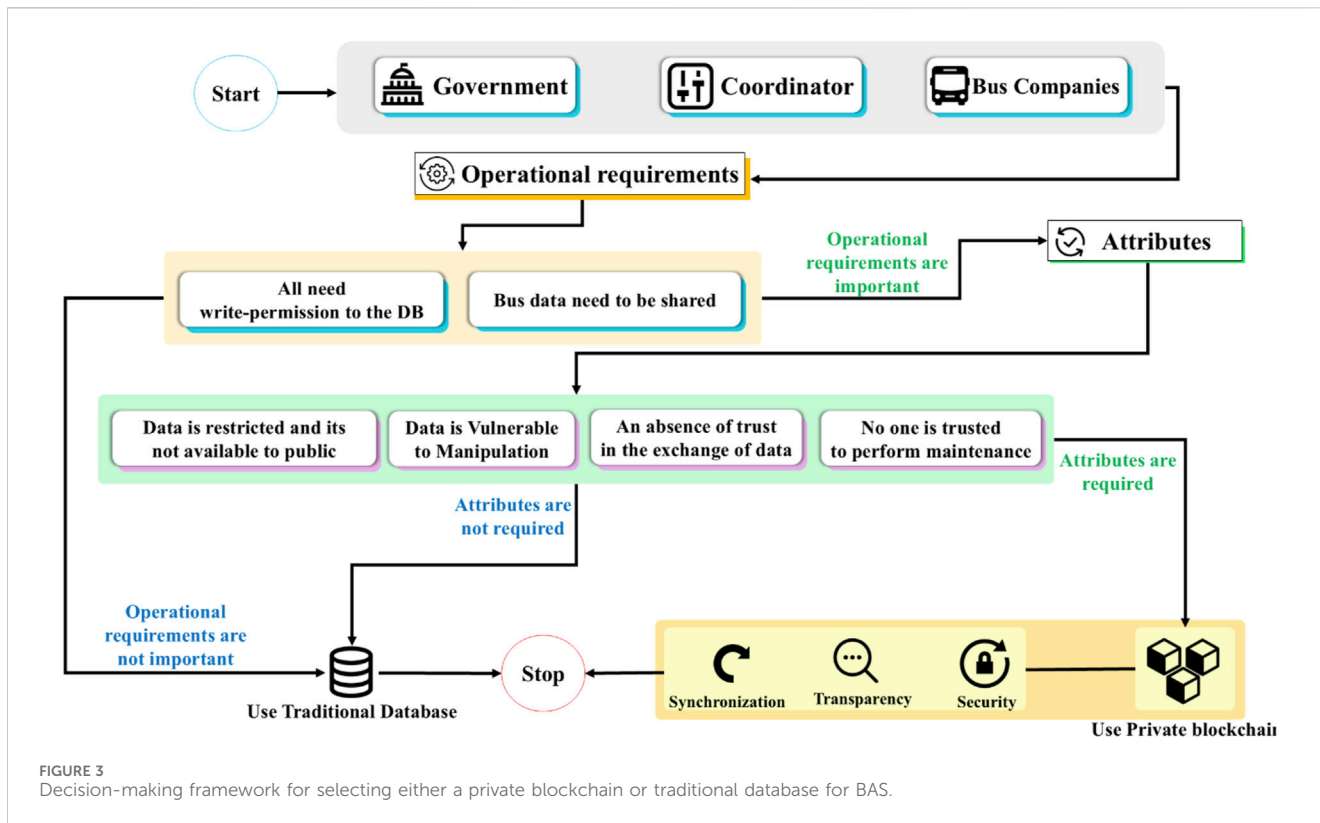 Start
Government
Coordinator
Bus Companies
Operational requirements
All need
write-permission to the DB
Bus data need to be shared
Operational
requirements are
important
Attributes
Data is restricted and its
not available to public
Data is Vulnerable
to Manipulation
An absence of trust
in the exchange of data
No one is trusted
to perform maintenance
Attributes are
not required
Attributes are
required
Operational
requirements are
not important
Use Traditional Database
Stop
Synchronization
Transparency
Security
Use Private blockchain
FIGURE 3
Decision-making framework for selecting either a private blockchain or traditional database for BAS.